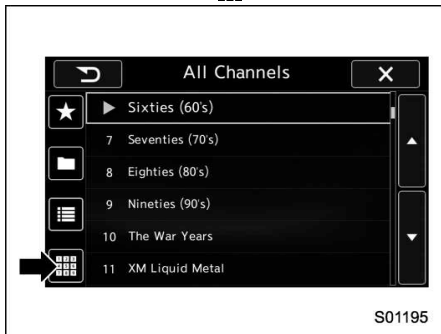 All Channels
Sixties (60's)
7 Seventies (70's)
8 Eighties (80's)
9 Nineties (90's)
10 The War Years
11 XM Liquid Metal
S01195